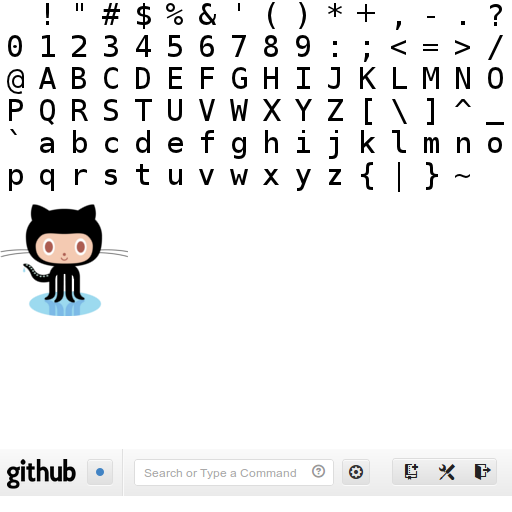 ! " # $ % & ' ( ) * + , - . ?
0 1 2 3 4 5 6 7 8 9 : ; < = > /
@ A B C D E F G H I J K L M N O
P Q R S T U V W X Y Z [ \ ] ^ _
` a b c d e f g h i j k l m n o
p q r s t u v w x y z { | } ~
github Search or Type a Command ?